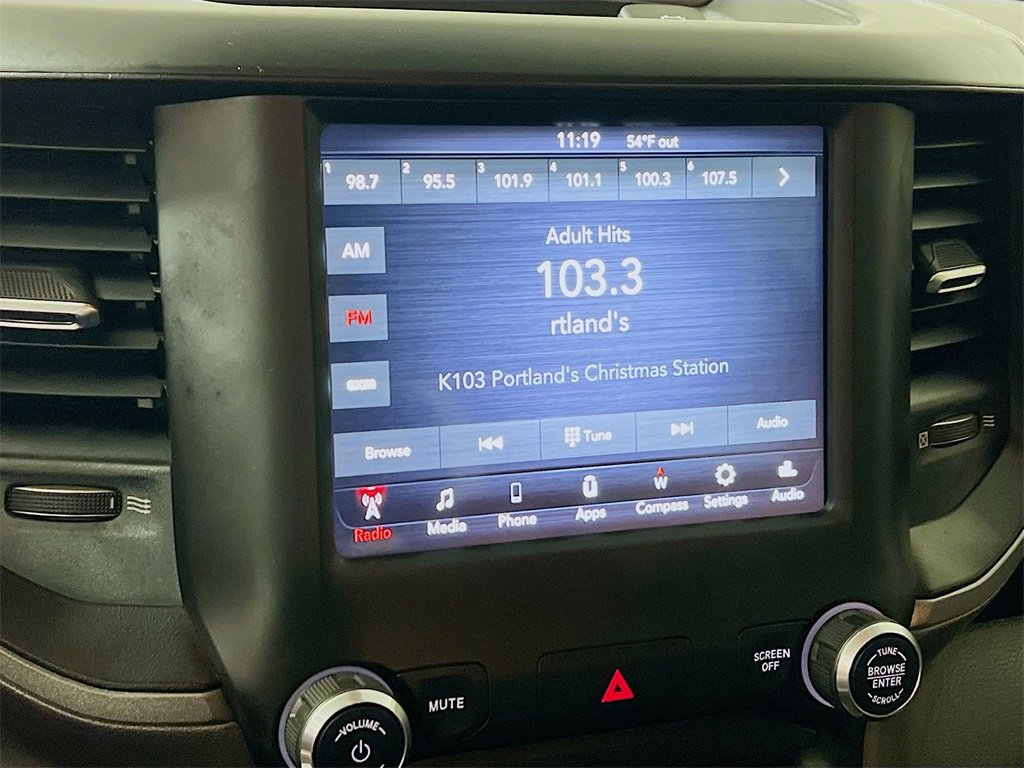 11:19 54°F out
1 98.7 2 95.5 3 101.9 4 101.1 5 100.3 6 107.5
AM
Adult Hits
103.3
FM
rtland's
K103 Portland's Christmas Station
Browse Tune Audio
W
Radio Media Phone Apps Compass Settings Audio
SCREEN
OFF
MUTE
VOLUME
TUNE
BROWSE
ENTER
SCROLL